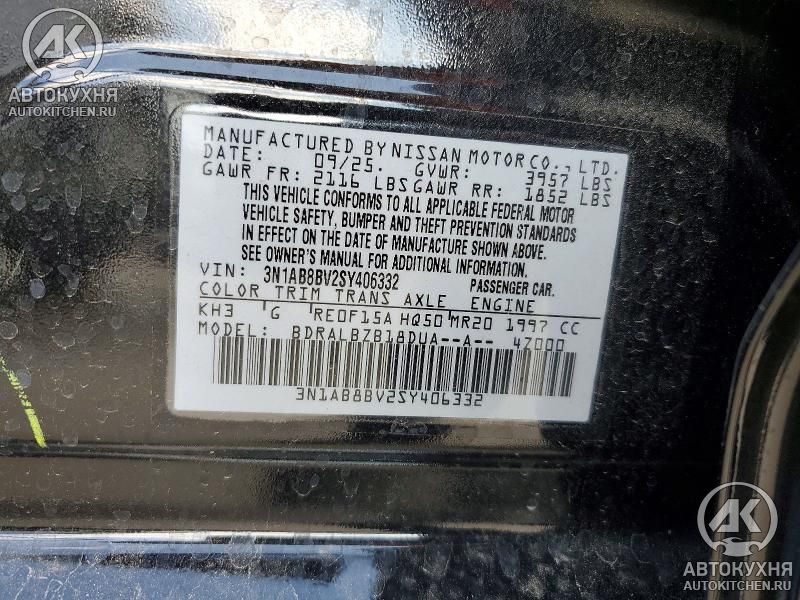 АК
АВТОКУХНЯ
AUTOKITCHEN.RU
MANUFACTURED BY NISSAN MOTOR CO., LTD.
DATE: 09/25. GVWR: 3957 LBS
GAWR FR: 2116 LBS GAWR RR: 1852 LBS
THIS VEHICLE CONFORMS TO ALL APPLICABLE FEDERAL MOTOR
VEHICLE SAFETY, BUMPER AND THEFT PREVENTION STANDARDS
IN EFFECT ON THE DATE OF MANUFACTURE SHOWN ABOVE.
SEE OWNER'S MANUAL FOR ADDITIONAL INFORMATION.
VIN: 3N1AB8BV2SY406332 PASSENGER CAR.
COLOR TRIM TRANS AXLE ENGINE
KH3 G RE0F15A HQ50 MR20 1997 CC
MODEL: BDRALBZB18DUA--A-- 4Z000
3N1AB8BV2SY406332
АК
АВТОКУХНЯ
AUTOKITCHEN.RU